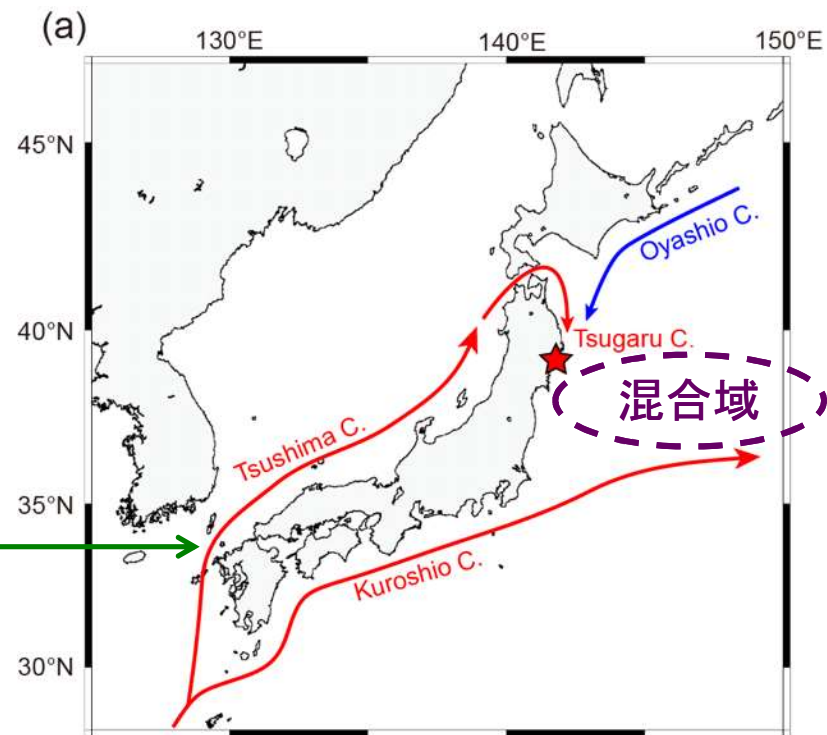 (a)
130°E 140°E 150°E
45°N
Oyashio C.
40°N
Tsugaru C.
混合域
Tsushima C.
35°N
Kuroshio C.
30°N